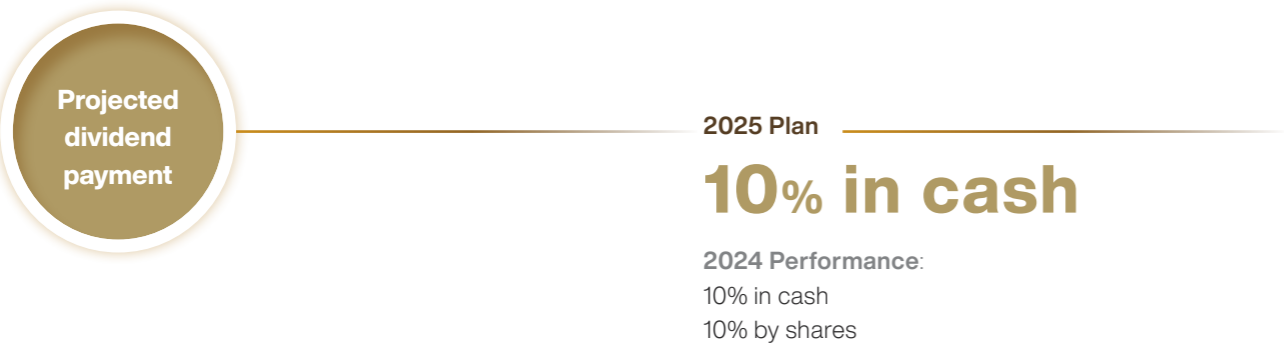 Projected
dividend
payment
2025 Plan
10% in cash
2024 Performance:
10% in cash
10% by shares